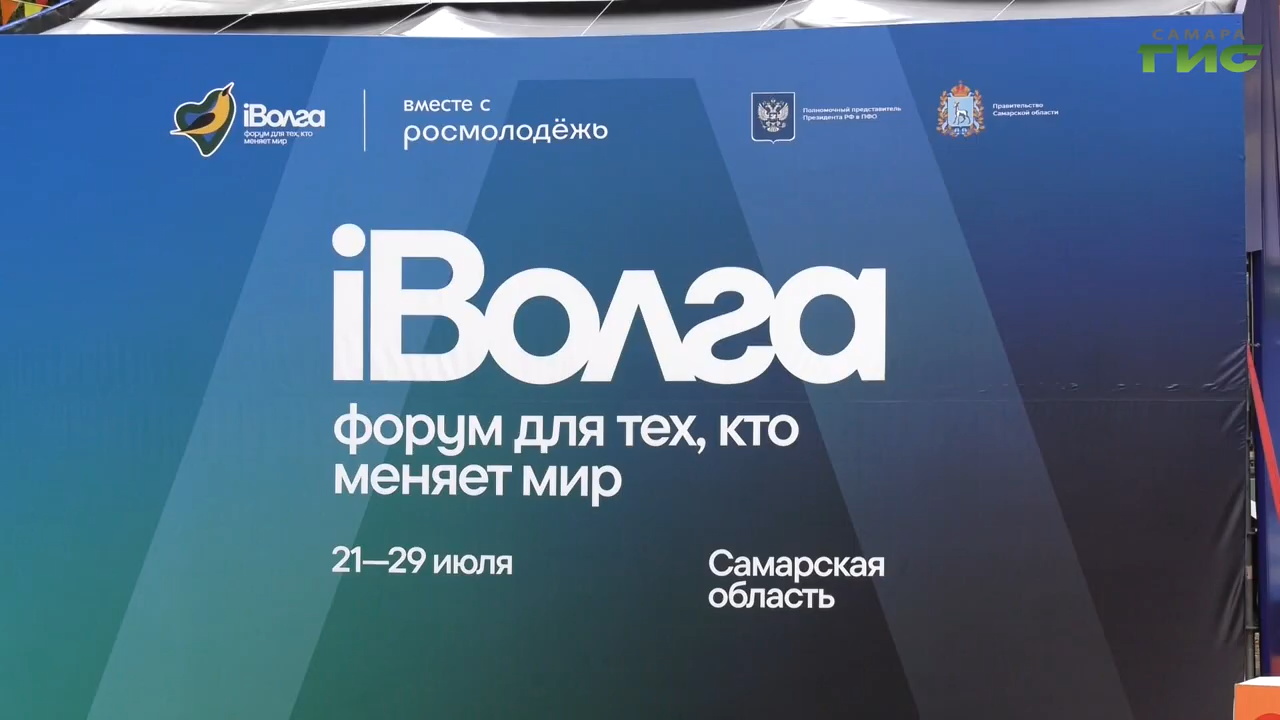 САМАРА
ГИС
iВолга
форум для тех, кто
меняет мир
вместе с
росмолодёжь
Полномочный представитель
Президента РФ в ПФО
Правительство
Самарской области
iВолга
форум для тех, кто
меняет мир
21—29 июля
Самарская
область